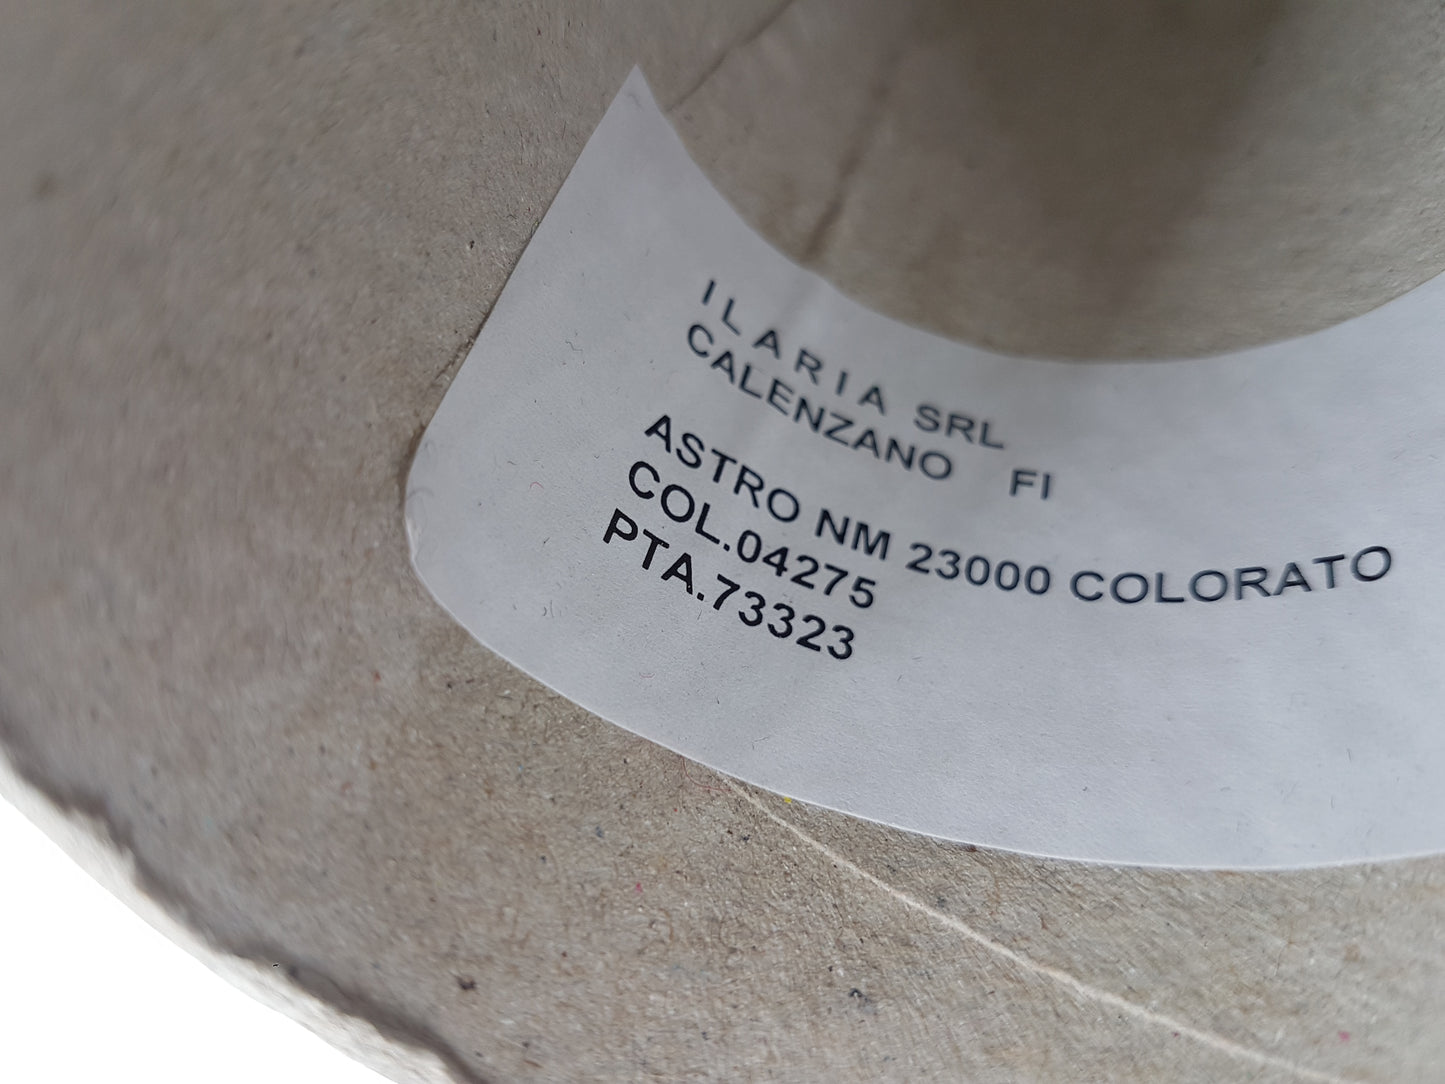 ILARIA SRL
CALENZANO FI
ASTRO NM 23000 COLORATO
COL.04275
PTA.73323